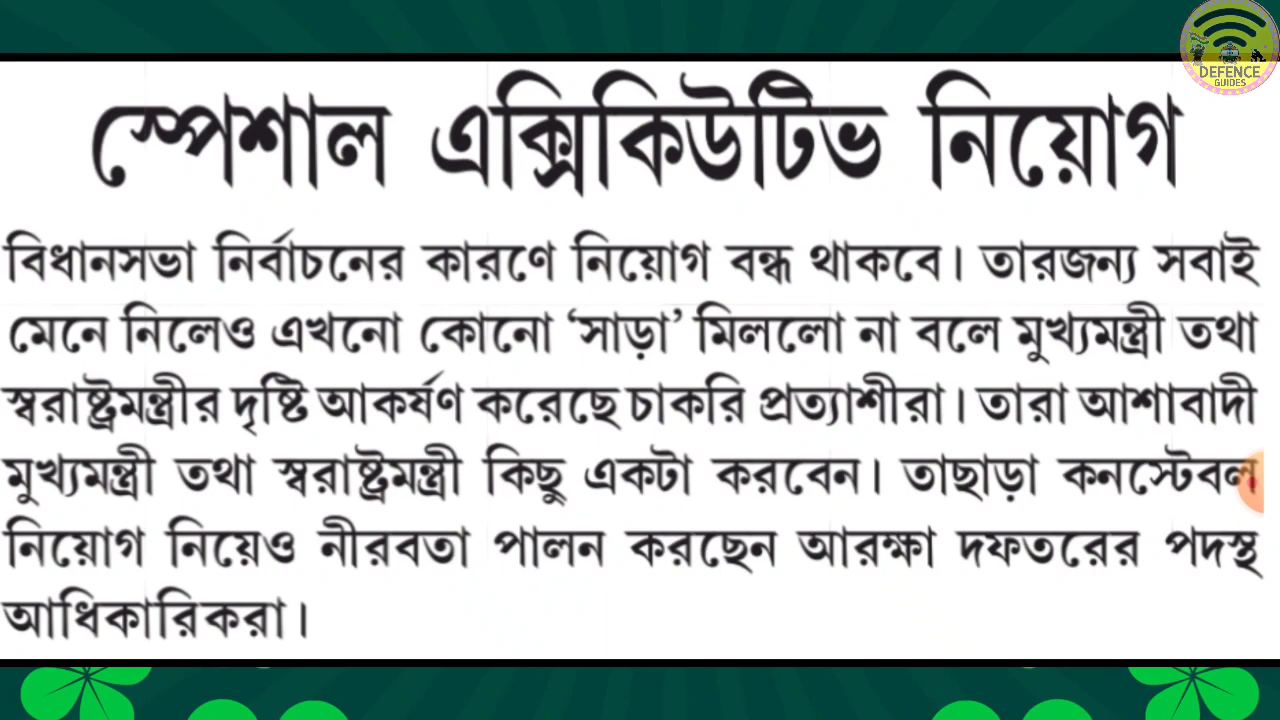 DEFENCE
GUIDES
স্পেশাল এক্সিকিউটিভ নিয়োগ
বিধানসভা নির্বাচনের কারণে নিয়োগ বন্ধ থাকবে। তারজন্য সবাই
মেনে নিলেও এখনো কোনো ‘সাড়া’ মিললো না বলে মুখ্যমন্ত্রী তথা
স্বরাষ্ট্রমন্ত্রীর দৃষ্টি আকর্ষণ করেছে চাকরি প্রত্যাশীরা। তারা আশাবাদী
মুখ্যমন্ত্রী তথা স্বরাষ্ট্রমন্ত্রী কিছু একটা করবেন। তাছাড়া কনস্টেবল
নিয়োগ নিয়েও নীরবতা পালন করছেন আরক্ষা দফতরের পদস্থ
আধিকারিকরা।